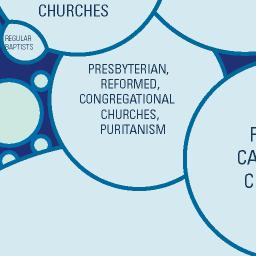 CHURCHES
REGULAR
BAPTISTS
PRESBYTERIAN,
REFORMED,
CONGREGATIONAL
CHURCHES,
PURITANISM